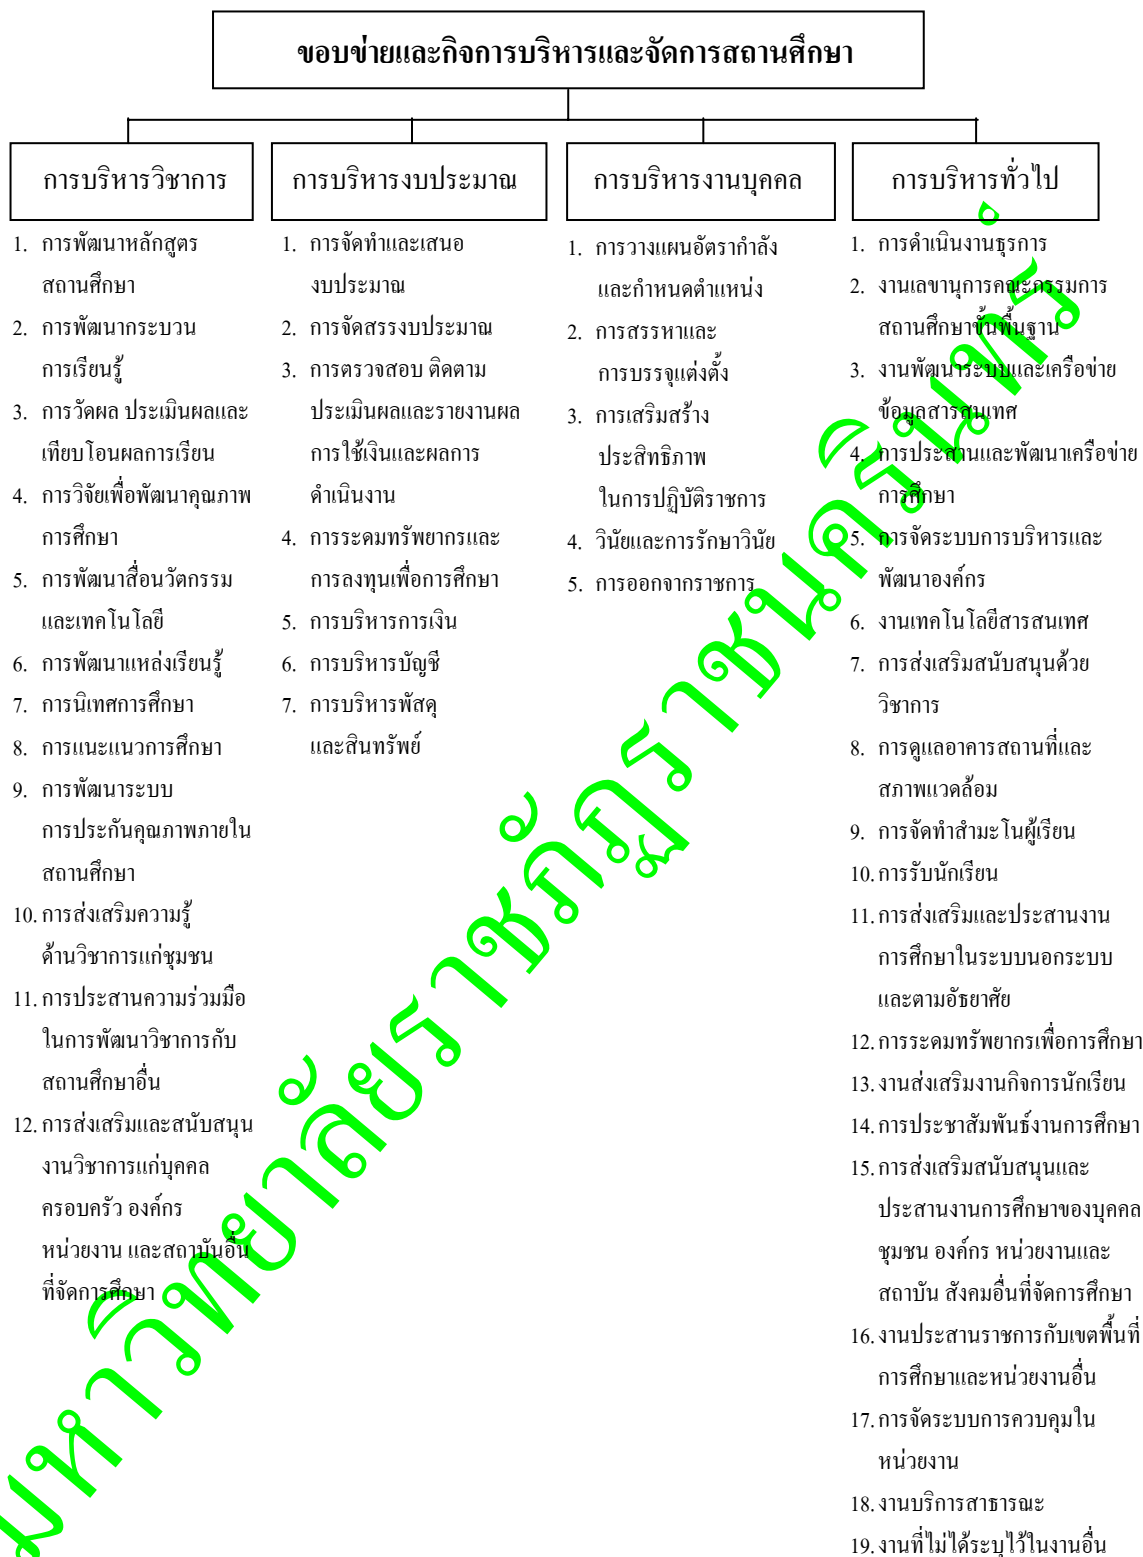 ขอบข่ายและกิจการบริหารและจัดการสถานศึกษา
การบริหารวิชาการ
1. การพัฒนาหลักสูตร
สถานศึกษา
2. การพัฒนากระบวน
การเรียนรู้
3. การวัดผล ประเมินผลและ
เทียบโอนผลการเรียน
4. การวิจัยเพื่อพัฒนาคุณภาพ
การศึกษา
5. การพัฒนาสื่อนวัตกรรม
และเทคโนโลยี
6. การพัฒนาแหล่งเรียนรู้
7. การนิเทศการศึกษา
8. การแนะแนวการศึกษา
9. การพัฒนาระบบ
การประกันคุณภาพภายใน
สถานศึกษา
10. การส่งเสริมความรู้
ด้านวิชาการแก่ชุมชน
11. การประสานความร่วมมือ
ในการพัฒนาวิชาการกับ
สถานศึกษาอื่น
12. การส่งเสริมและสนับสนุน
งานวิชาการแก่บุคคล
ครอบครัว องค์กร
หน่วยงาน และสถาบันอื่น
ที่จัดการศึกษา
การบริหารงบประมาณ
1. การจัดทำและเสนอ
งบประมาณ
2. การจัดสรรงบประมาณ
3. การตรวจสอบ ติดตาม
ประเมินผลและรายงานผล
การใช้เงินและผลการ
ดำเนินงาน
4. การระดมทรัพยากรและ
การลงทุนเพื่อการศึกษา
5. การบริหารการเงิน
6. การบริหารบัญชี
7. การบริหารพัสดุ
และสินทรัพย์
การบริหารงานบุคคล
1. การวางแผนอัตรากำลัง
และกำหนดตำแหน่ง
2. การสรรหาและ
การบรรจุแต่งตั้ง
3. การเสริมสร้าง
ประสิทธิภาพ
ในการปฏิบัติราชการ
4. วินัยและการรักษาวินัย
5. การออกจากราชการ
การบริหารทั่วไป
1. การดำเนินงานธุรการ
2. งานเลขานุการคณะกรรมการ
สถานศึกษาขั้นพื้นฐาน
3. งานพัฒนาระบบและเครือข่าย
ข้อมูลสารสนเทศ
4. การประสานและพัฒนาเครือข่าย
การศึกษา
5. การจัดระบบการบริหารและ
พัฒนาองค์กร
6. งานเทคโนโลยีสารสนเทศ
7. การส่งเสริมสนับสนุนด้วย
วิชาการ
8. การดูแลอาคารสถานที่และ
สภาพแวดล้อม
9. การจัดทำสำมะโนผู้เรียน
10. การรับนักเรียน
11. การส่งเสริมและประสานงาน
การศึกษาในระบบนอกระบบ
และตามอัธยาศัย
12. การระดมทรัพยากรเพื่อการศึกษา
13. งานส่งเสริมงานกิจการนักเรียน
14. การประชาสัมพันธ์งานการศึกษา
15. การส่งเสริมสนับสนุนและ
ประสานงานการศึกษาของบุคคล
ชุมชน องค์กร หน่วยงานและ
สถาบัน สังคมอื่นที่จัดการศึกษา
16. งานประสานราชการกับเขตพื้นที่
การศึกษาและหน่วยงานอื่น
17. การจัดระบบการควบคุมใน
หน่วยงาน
18. งานบริการสาธารณะ
19. งานที่ไม่ได้ระบุไว้ในงานอื่น
มหาวิทยาลัยราชภัฏราชนครินทร์